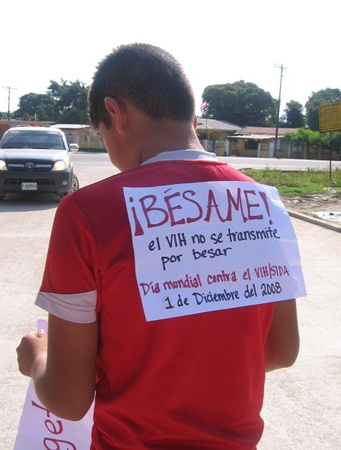 ¡BÉSAME!
el VIH no se transmite
por besar
Día mundial contra el VIH/SIDA
1 de Diciembre del 2008